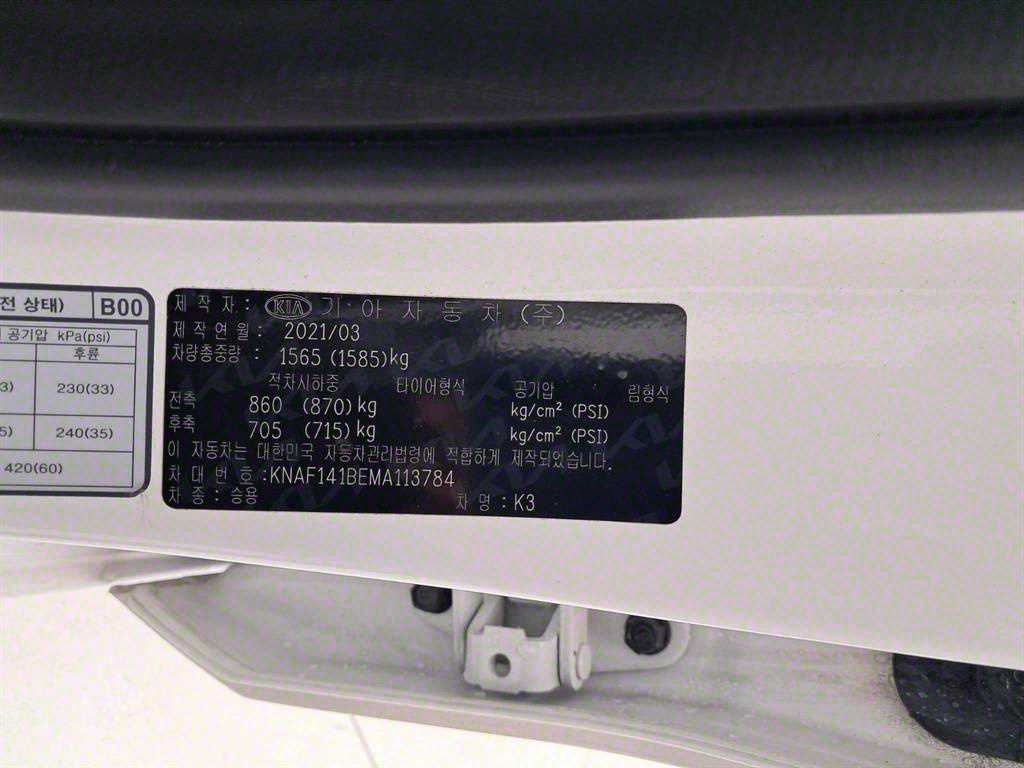 전 상태) B00
공기압 kPa(psi)
후륜
3) 230(33)
5) 240(35)
420(60)
제 작 자 : KIA 기 아 자 동 차 (주)
제 작 연 월 : 2021/03
차량총중량 : 1565 (1585)kg
적차시하중 타이어형식 공기압 림형식
전축 860 (870)kg kg/cm² (PSI)
후축 705 (715)kg kg/cm² (PSI)
이 자동차는 대한민국 자동차관리법령에 적합하게 제작되었습니다.
차 대 번 호 :KNAF141BEMA113784
차 종 : 승용 차 명 : K3